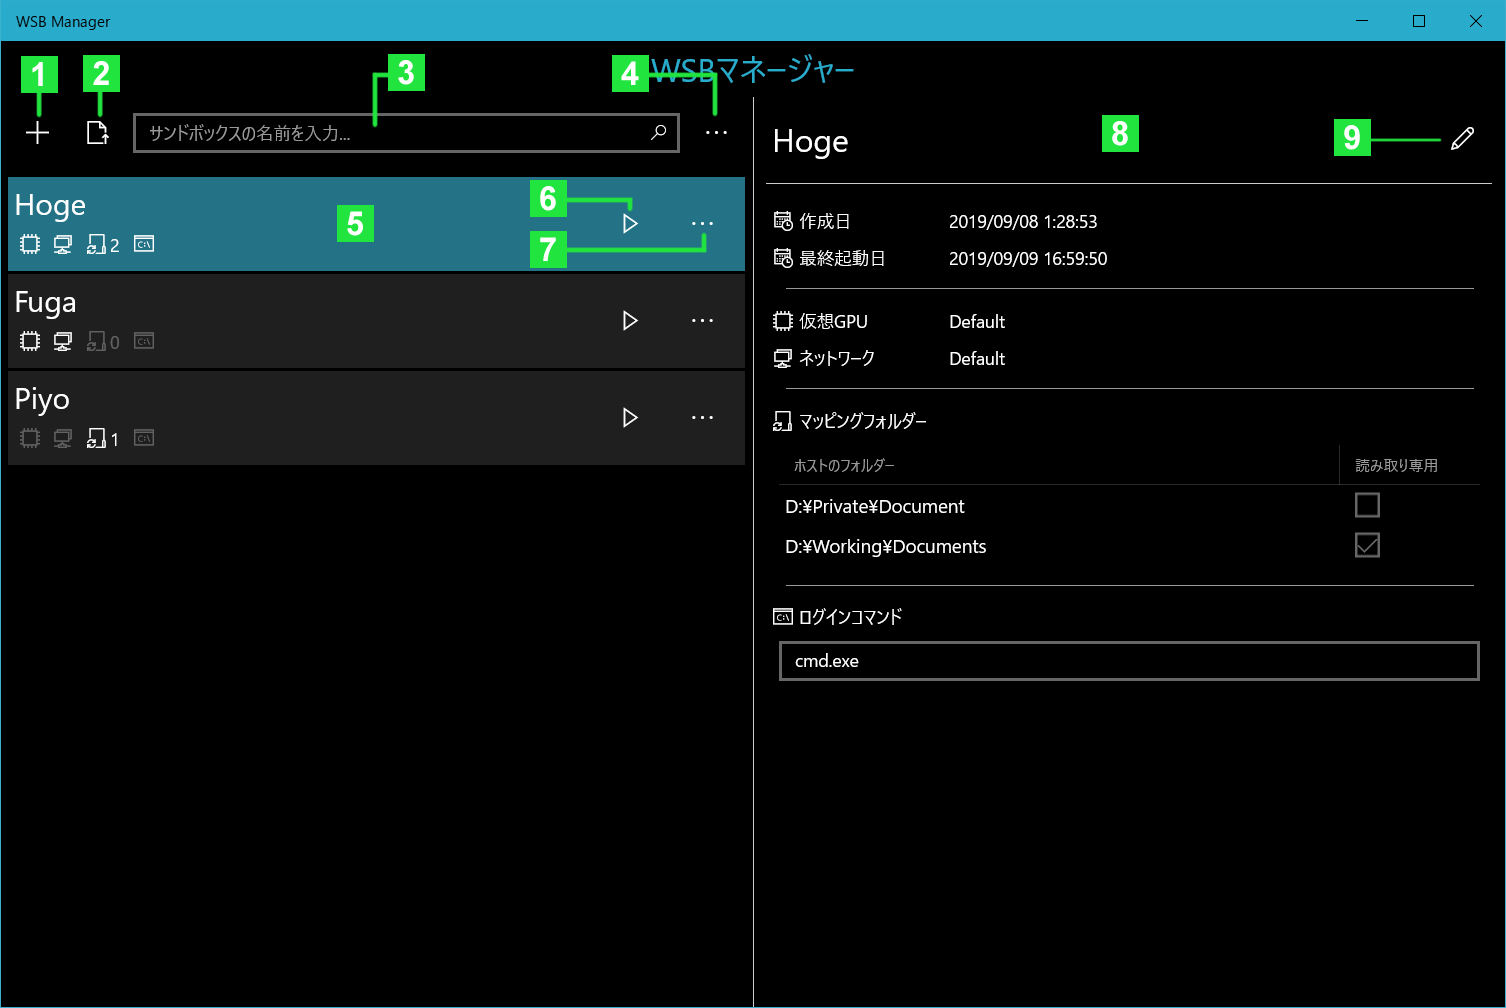 WSB Manager
WSBマネージャー
1
2
3
4
サンドボックスの名前を入力...
Hoge
2
5
6
7
Fuga
0
Piyo
1
Hoge
8
9
作成日 2019/09/08 1:28:53
最終起動日 2019/09/09 16:59:50
仮想GPU Default
ネットワーク Default
マッピングフォルダー
ホストのフォルダー 読み取り専用
D:¥Private¥Document
D:¥Working¥Documents
C:\ ログインコマンド
cmd.exe